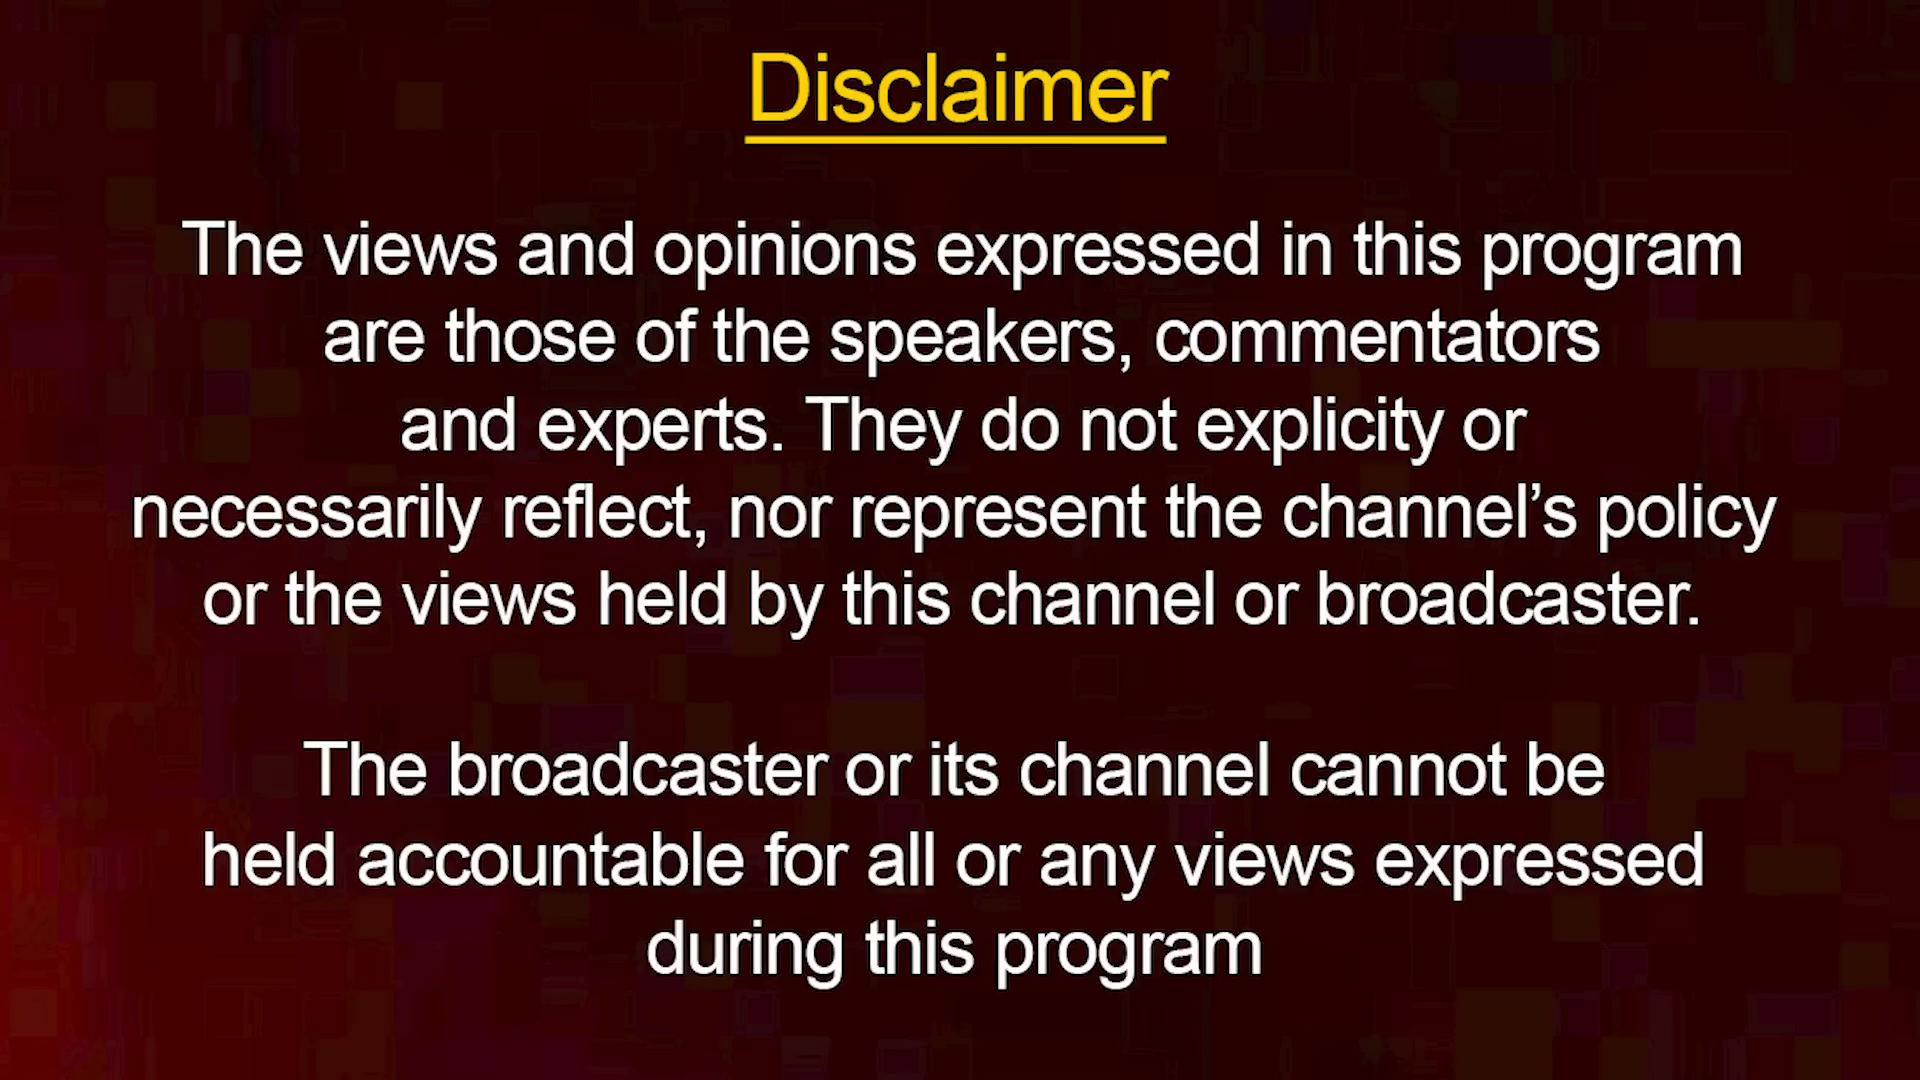 Disclaimer
The views and opinions expressed in this program
are those of the speakers, commentators
and experts. They do not explicity or
necessarily reflect, nor represent the channel’s policy
or the views held by this channel or broadcaster.
The broadcaster or its channel cannot be
held accountable for all or any views expressed
during this program